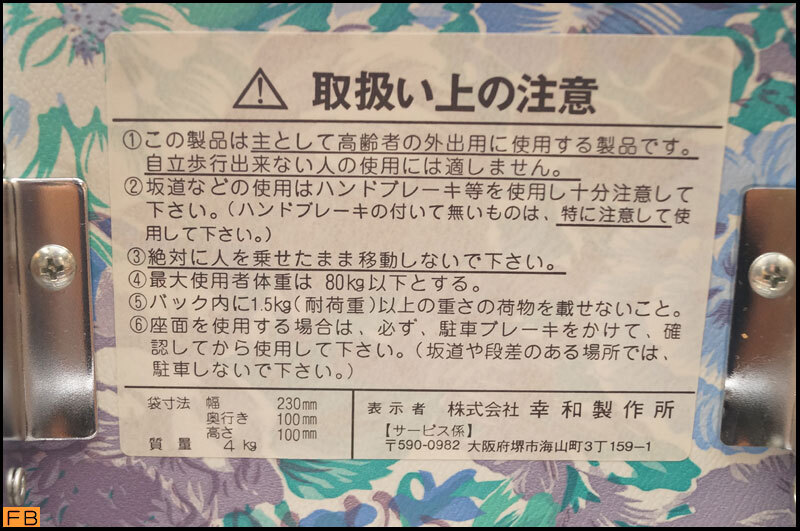 取扱い上の注意
①この製品は主として高齢者の外出用に使用する製品です。
自立歩行出来ない人の使用には適しません。
②坂道などの使用はハンドブレーキ等を使用し十分注意して
下さい。(ハンドブレーキの付いて無いものは、特に注意して使
用して下さい。)
③絶対に人を乗せたまま移動しないで下さい。
④最大使用者体重は 80kg以下とする。
⑤バック内に1.5kg(耐荷重)以上の重さの荷物を載せないこと。
⑥座面を使用する場合は、必ず、駐車ブレーキをかけて、確
認してから使用して下さい。(坂道や段差のある場所では、
駐車しないで下さい。)
袋寸法 幅 230mm
奥行き 100mm
高さ 100mm
質量 4kg
表示者 株式会社 幸和製作所
【サービス係】
〒590-0982 大阪府堺市海山町3丁159-1
FB